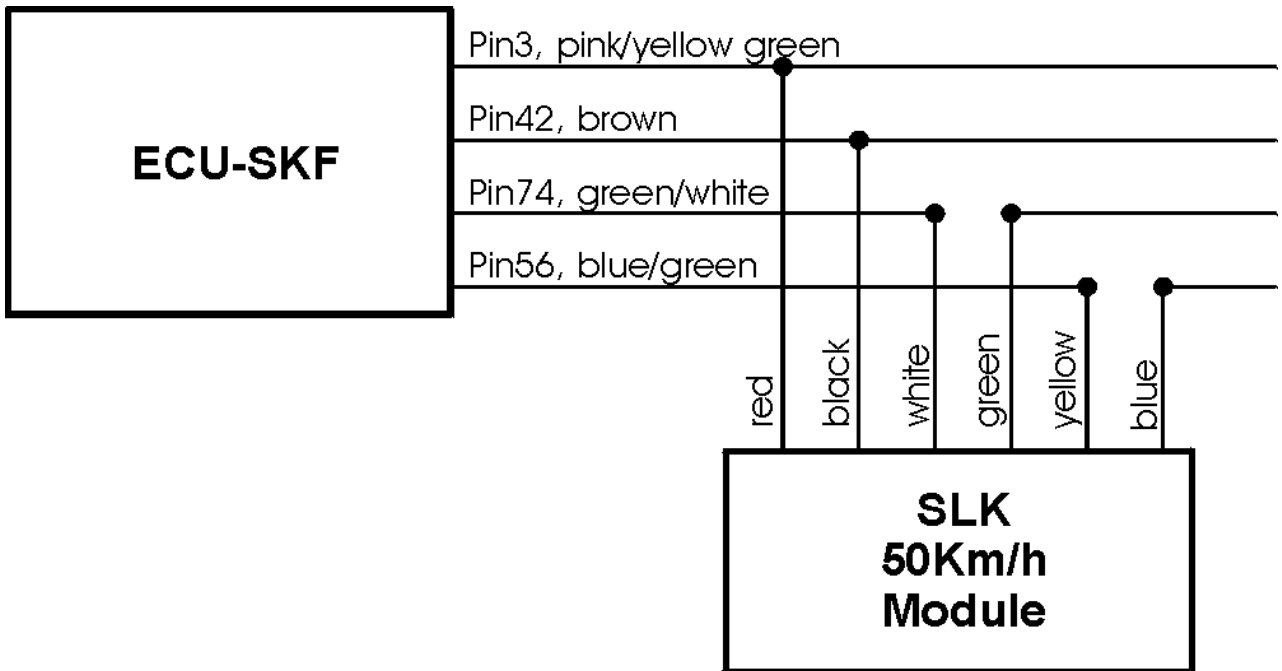 Pin3, pink/yellow green
Pin42, brown
ECU-SKF
Pin74, green/white
Pin56, blue/green
red
black
white
green
yellow
blue
SLK
50Km/h
Module